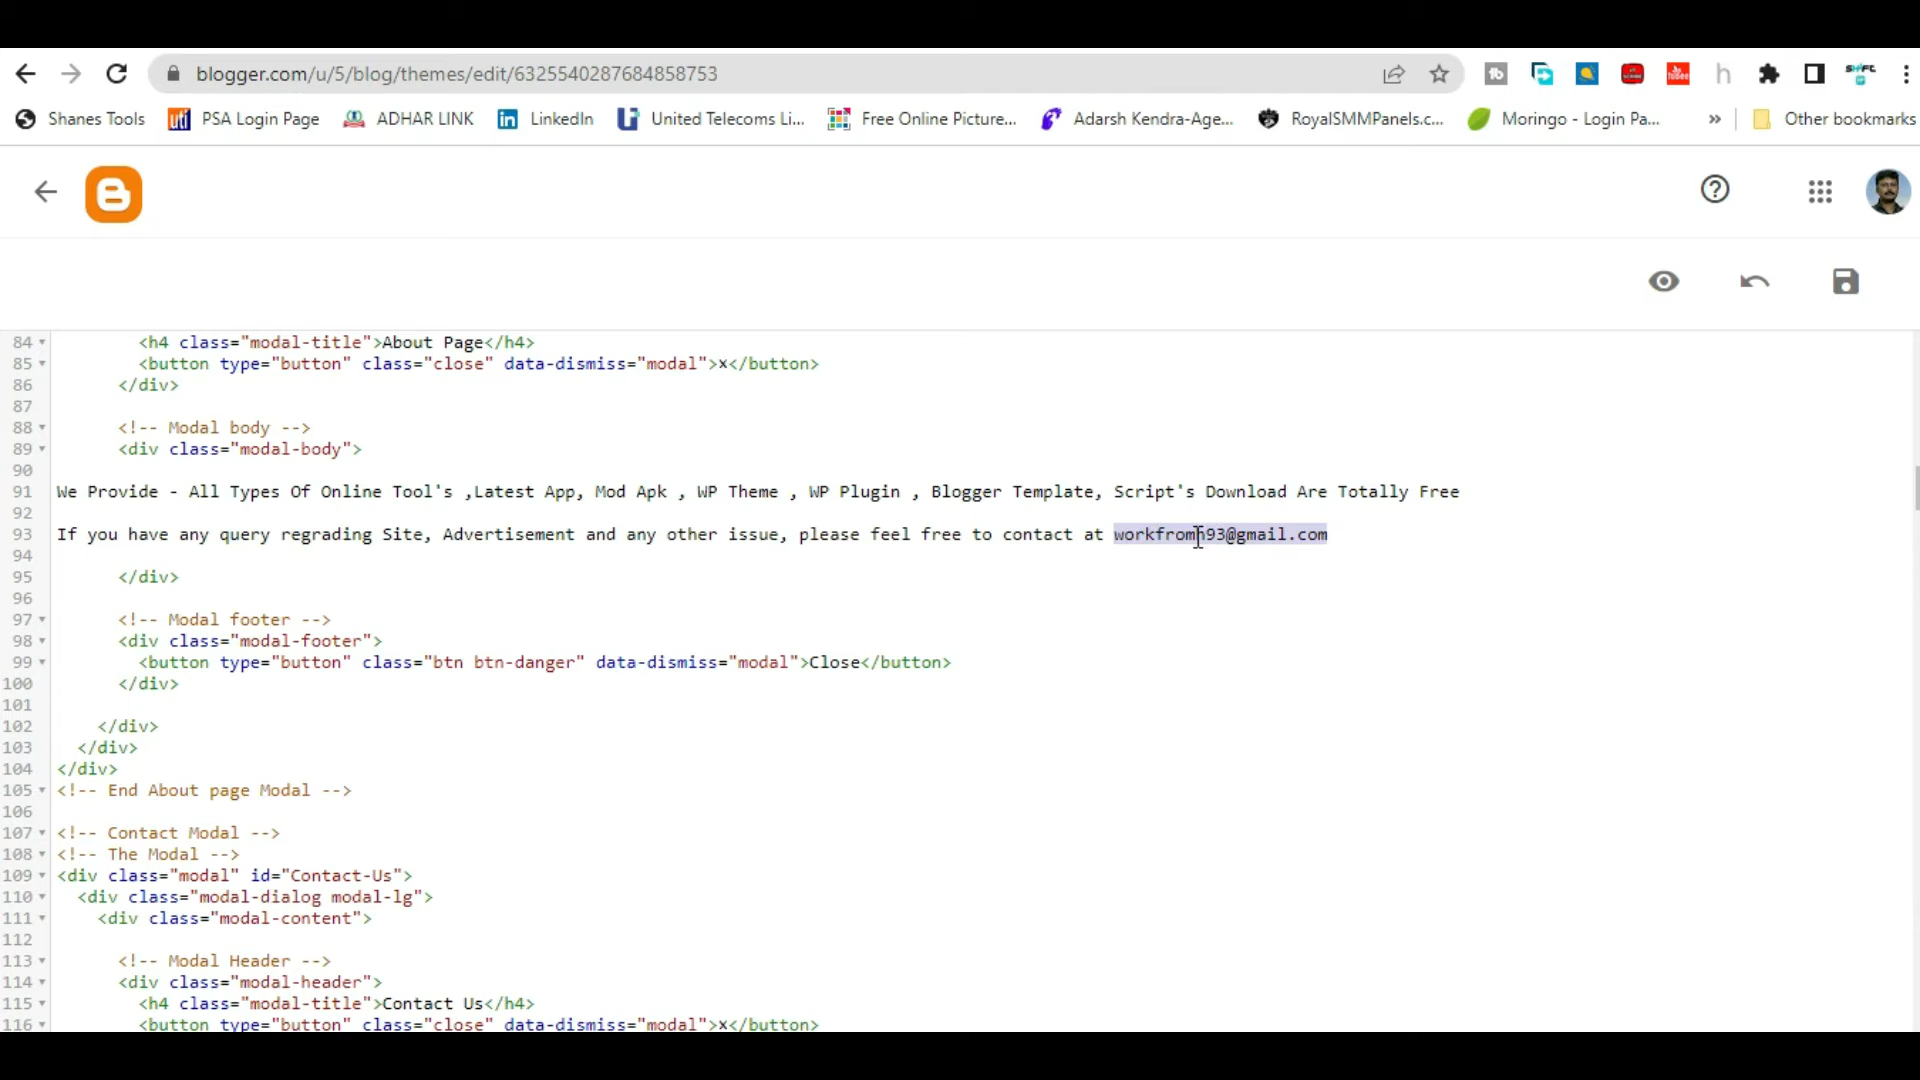 blogger.com/u/5/blog/themes/edit/6325540287684858753
Shanes Tools PSA Login Page ADHAR LINK LinkedIn United Telecoms Li... Free Online Picture... Adarsh Kendra-Age... RoyalSMMPanels.c... Moringo - Login Pa... » Other bookmarks
84 <h4 class="modal-title">About Page</h4>
85 <button type="button" class="close" data-dismiss="modal">×</button>
86 </div>
87
88 <!-- Modal body -->
89 <div class="modal-body">
90
91 We Provide - All Types Of Online Tool's ,Latest App, Mod Apk , WP Theme , WP Plugin , Blogger Template, Script's Download Are Totally Free
92
93 If you have any query regrading Site, Advertisement and any other issue, please feel free to contact at workfromh93@gmail.com
94
95 </div>
96
97 <!-- Modal footer -->
98 <div class="modal-footer">
99 <button type="button" class="btn btn-danger" data-dismiss="modal">Close</button>
100 </div>
101
102 </div>
103 </div>
104 </div>
105 <!-- End About page Modal -->
106
107 <!-- Contact Modal -->
108 <!-- The Modal -->
109 <div class="modal" id="Contact-Us">
110 <div class="modal-dialog modal-lg">
111 <div class="modal-content">
112
113 <!-- Modal Header -->
114 <div class="modal-header">
115 <h4 class="modal-title">Contact Us</h4>
116 <button type="button" class="close" data-dismiss="modal">×</button>